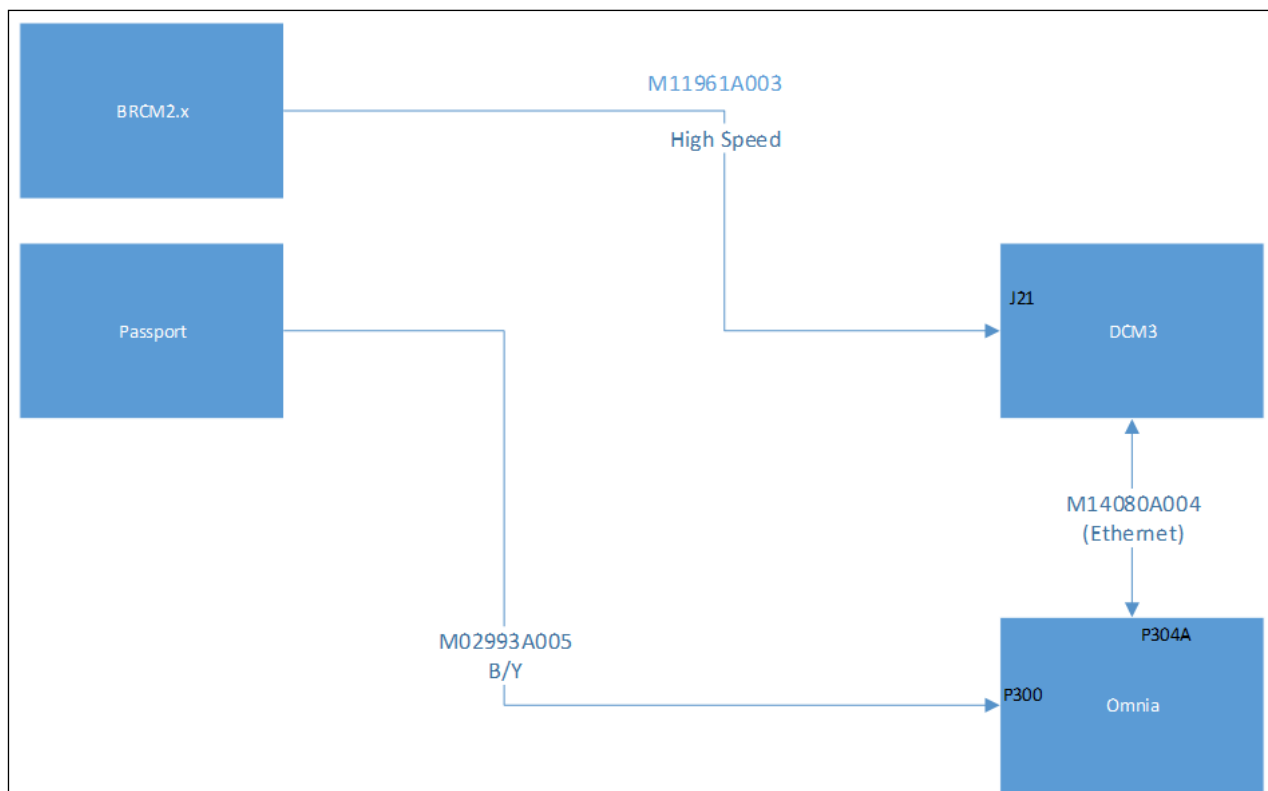 M11961A003
BRCM2.x
High Speed
J21
Passport
DCM3
M14080A004
(Ethernet)
M02993A005
B/Y
P304A
P300
Omnia